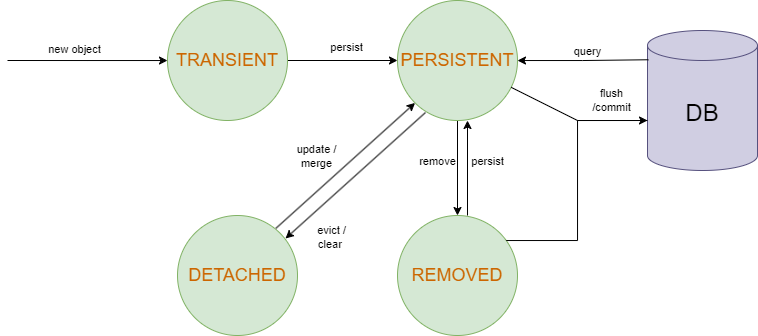 new object
TRANSIENT
persist
PERSISTENT
query
flush
/commit
DB
update /
merge
remove
persist
evict /
clear
DETACHED
REMOVED